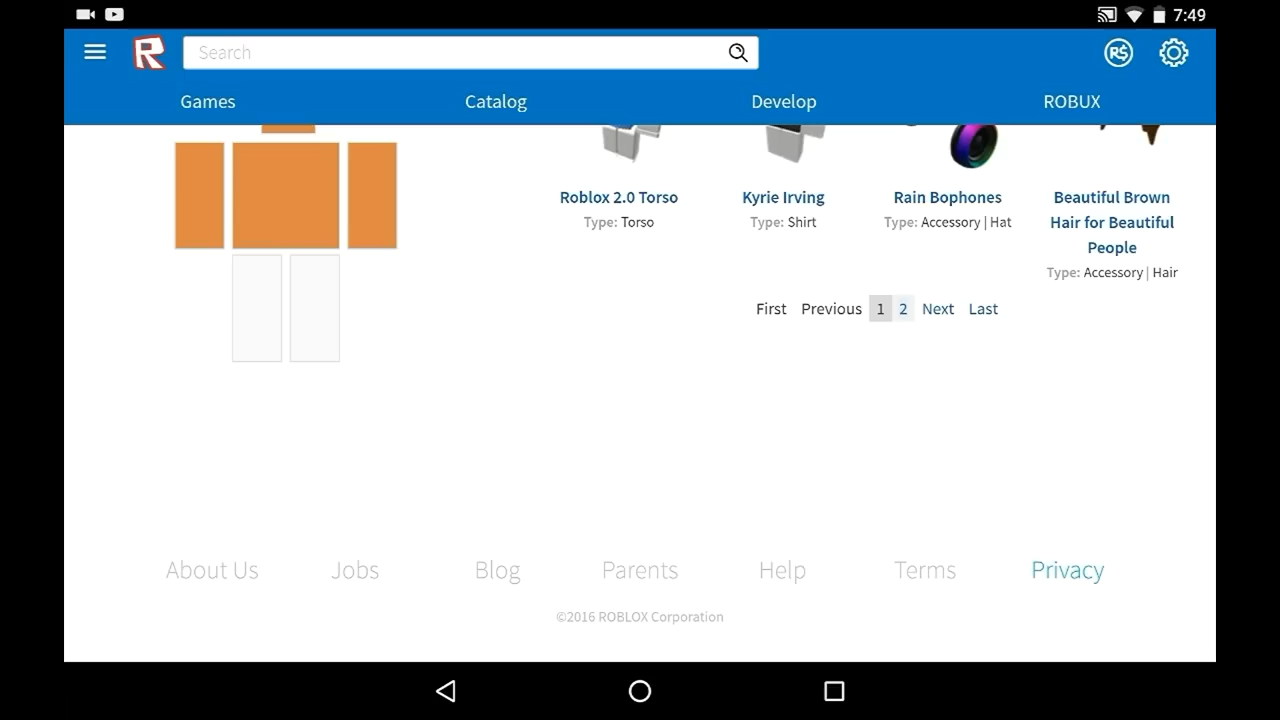 7:49
Search
Games Catalog Develop ROBUX
Roblox 2.0 Torso
Type: Torso
Kyrie Irving
Type: Shirt
Rain Bophones
Type: Accessory | Hat
Beautiful Brown
Hair for Beautiful
People
Type: Accessory | Hair
First Previous 1 2 Next Last
About Us Jobs Blog Parents Help Terms Privacy
©2016 ROBLOX Corporation